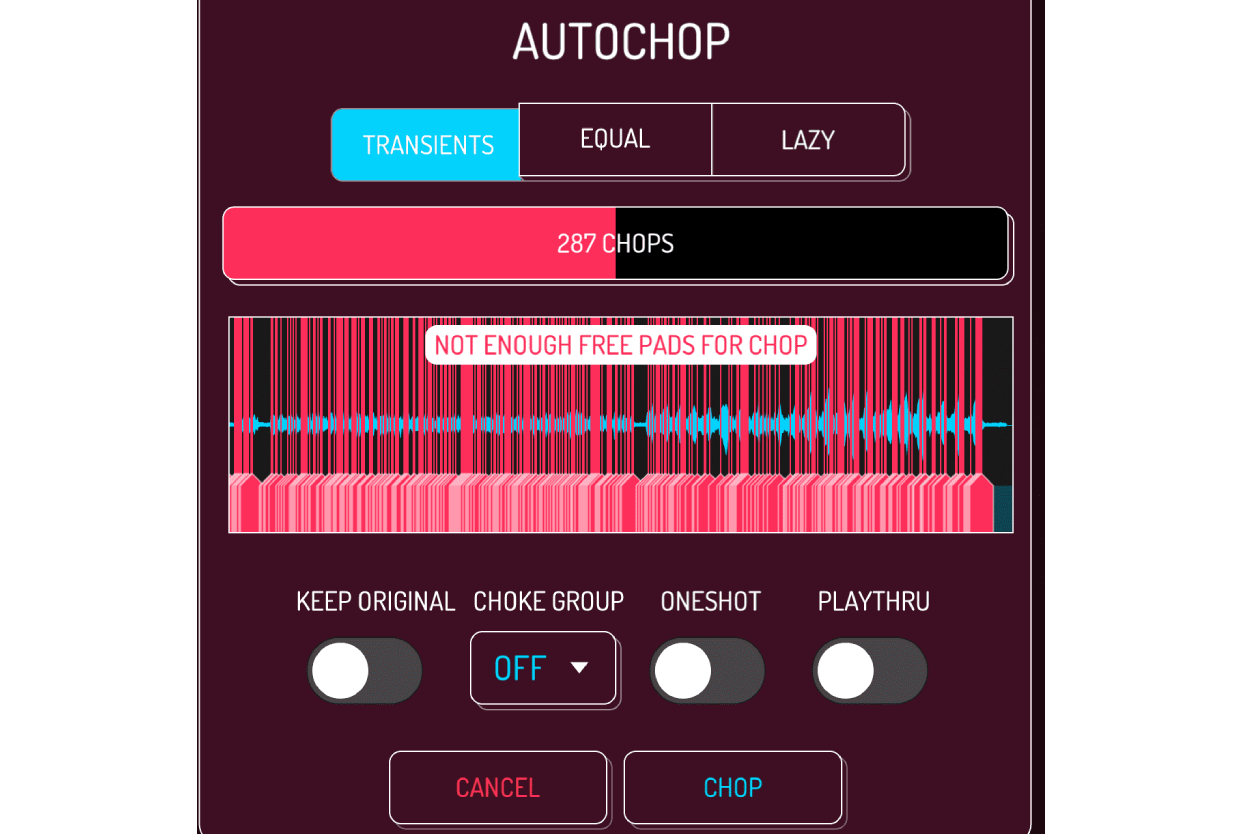 AUTOCHOP
TRANSIENTS EQUAL LAZY
287 CHOPS
NOT ENOUGH FREE PADS FOR CHOP
KEEP ORIGINAL CHOKE GROUP ONESHOT PLAYTHRU
OFF
CANCEL CHOP